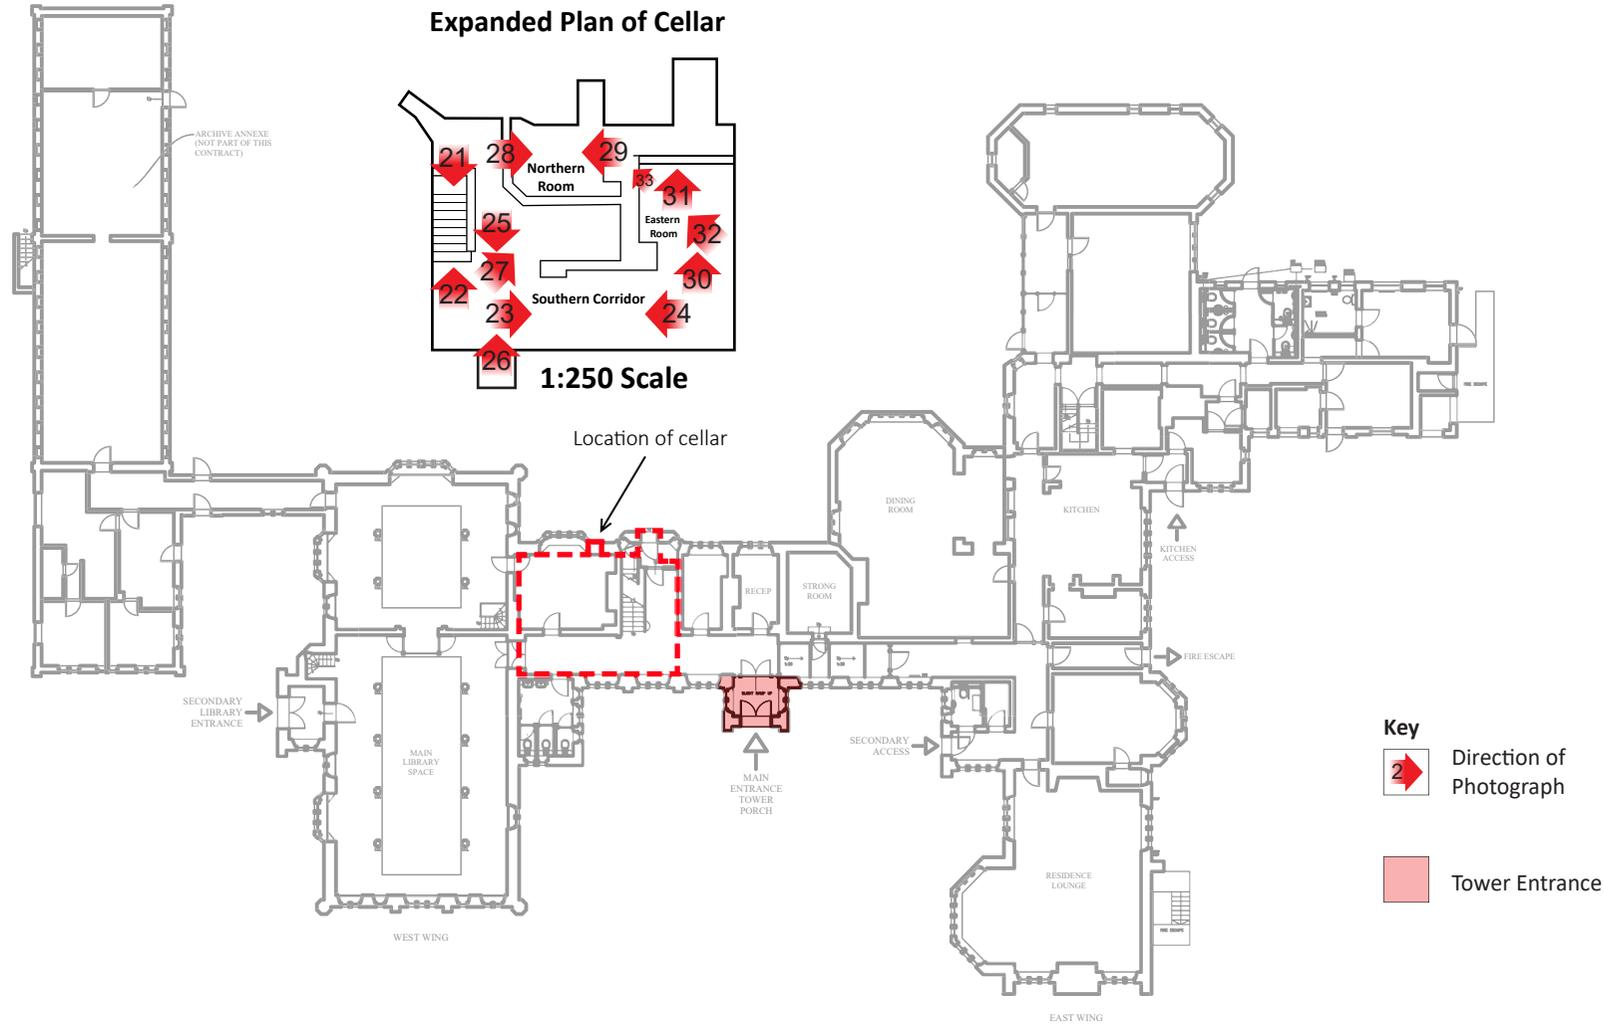 Expanded Plan of Cellar
21
28
29
Northern
Room
33
31
25
Eastern
Room
32
27
30
22
Southern Corridor
23
24
26
1:250 Scale
ARCHIVE ANNEXE
(NOT PART OF THIS
CONTRACT)
Location of cellar
DINING
ROOM
KITCHEN
KITCHEN
ACCESS
FIRE ESCAPE
RECEP
STRONG
ROOM
FIRE ESCAPE
SECONDARY
LIBRARY
ENTRANCE
MAIN
LIBRARY
SPACE
SECONDARY
ACCESS
MAIN
ENTRANCE
TOWER
PORCH
RESIDENCE
LOUNGE
FIRE ESCAPE
WEST WING
EAST WING
Key
2
Direction of
Photograph
Tower Entrance